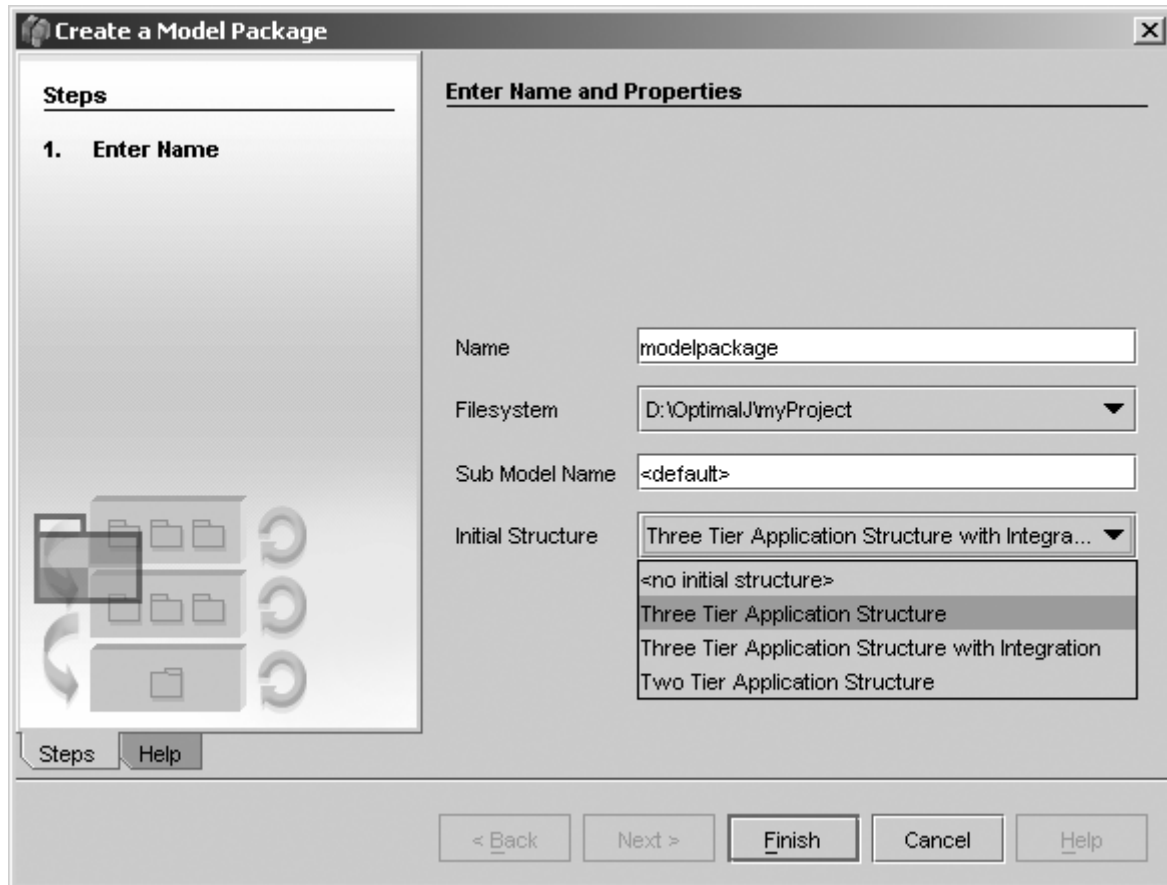 Create a Model Package
Steps
1. Enter Name
Steps
Help
Enter Name and Properties
Name
modelpackage
Filesystem
D:\OptimalJ\myProject
Sub Model Name
<default>
Initial Structure
Three Tier Application Structure with Integra...
<no initial structure>
Three Tier Application Structure
Three Tier Application Structure with Integration
Two Tier Application Structure
< Back
Next >
Finish
Cancel
Help